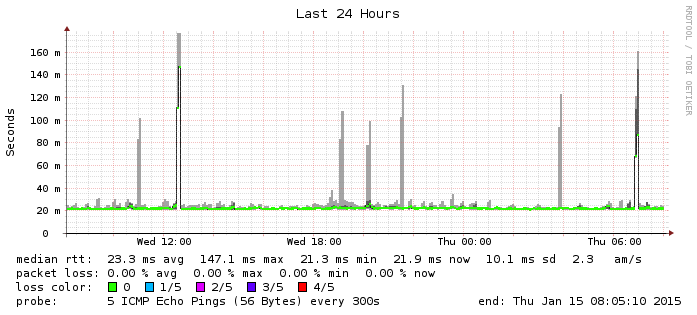 Last 24 Hours
RRDTOOL / TOBI OETIKER
Seconds
160 m
140 m
120 m
100 m
80 m
60 m
40 m
20 m
0
Wed 12:00 Wed 18:00 Thu 00:00 Thu 06:00
median rtt: 23.3 ms avg 147.1 ms max 21.3 ms min 21.9 ms now 10.1 ms sd 2.3 am/s
packet loss: 0.00 % avg 0.00 % max 0.00 % min 0.00 % now
loss color: 0 1/5 2/5 3/5 4/5
probe: 5 ICMP Echo Pings (56 Bytes) every 300s end: Thu Jan 15 08:05:10 2015